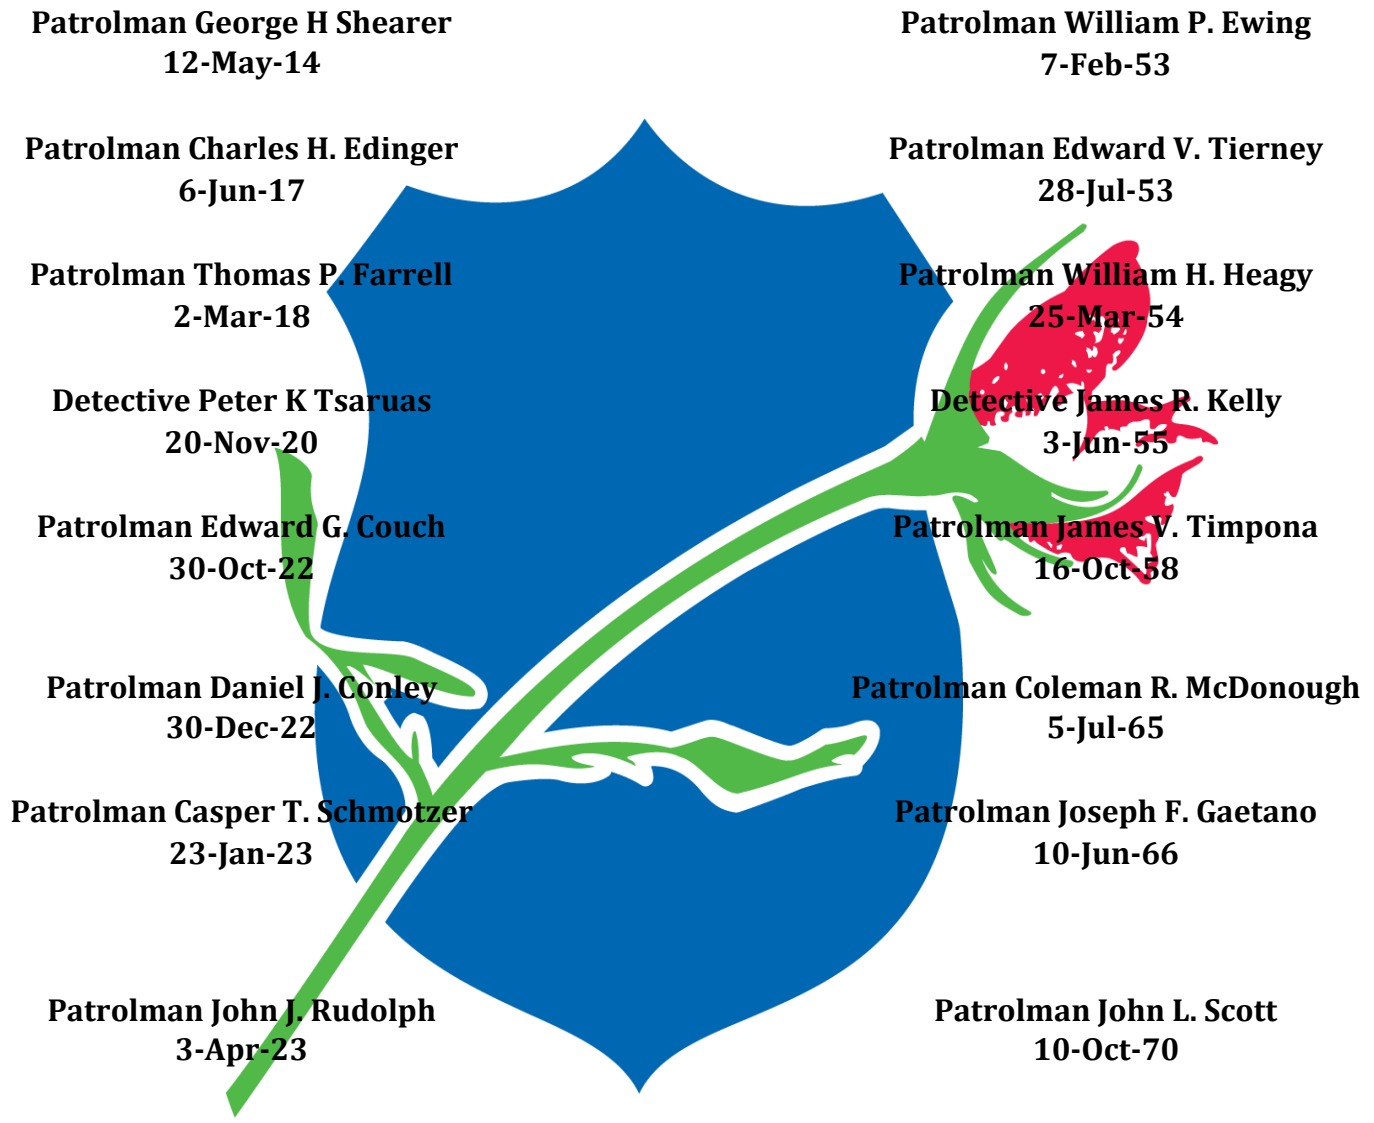 Patrolman George H Shearer
12-May-14
Patrolman Charles H. Edinger
6-Jun-17
Patrolman Thomas P. Farrell
2-Mar-18
Detective Peter K Tsaruas
20-Nov-20
Patrolman Edward G. Couch
30-Oct-22
Patrolman Daniel J. Conley
30-Dec-22
Patrolman Casper T. Schmotzer
23-Jan-23
Patrolman John J. Rudolph
3-Apr-23
Patrolman William P. Ewing
7-Feb-53
Patrolman Edward V. Tierney
28-Jul-53
Patrolman William H. Heagy
25-Mar-54
Detective James R. Kelly
3-Jun-55
Patrolman James V. Timpona
16-Oct-58
Patrolman Coleman R. McDonough
5-Jul-65
Patrolman Joseph F. Gaetano
10-Jun-66
Patrolman John L. Scott
10-Oct-70